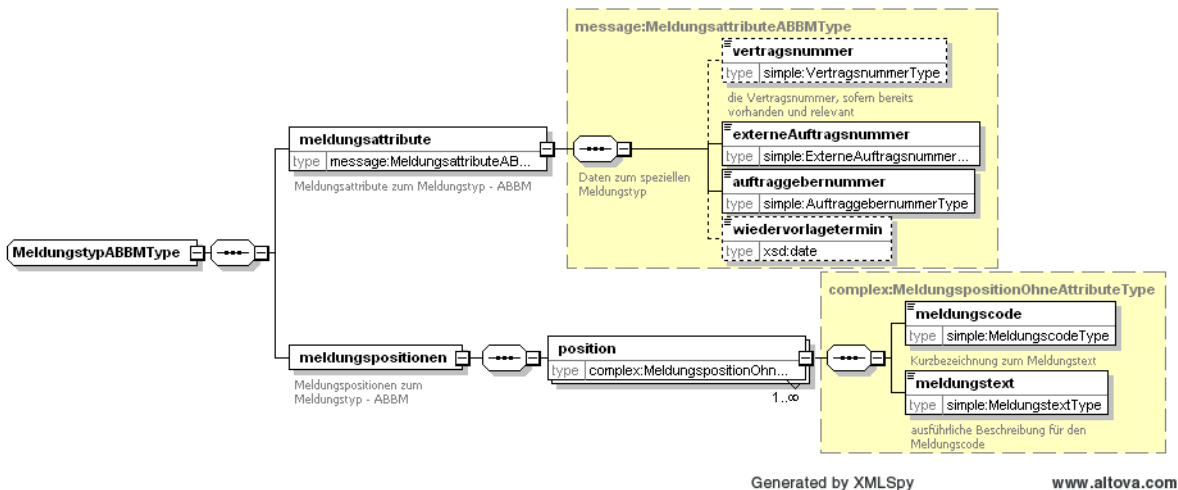 message:MeldungsattributeABBMType
vertragsnummer
type simple:VertragsnummerType
die Vertragsnummer, sofern bereits
vorhanden und relevant
meldungsattribute
type message:MeldungsattributeAB...
Meldungsattribute zum Meldungstyp - ABBM
Daten zum speziellen
Meldungstyp
externeAuftragsnummer
type simple:ExterneAuftragsnummer...
auftraggebernummer
type simple:AuftraggebernummerType
wiedervorlagetermin
type xsd:date
MeldungstypABBMType
complex:MeldungspositionOhneAttributeType
meldungspositionen
Meldungspositionen zum
Meldungstyp - ABBM
position
type complex:MeldungspositionOhn...
1..∞
meldungscode
type simple:MeldungscodeType
Kurzbezeichnung zum Meldungstext
meldungstext
type simple:MeldungstextType
ausführliche Beschreibung für den
Meldungscode
Generated by XMLSpy
www.altova.com